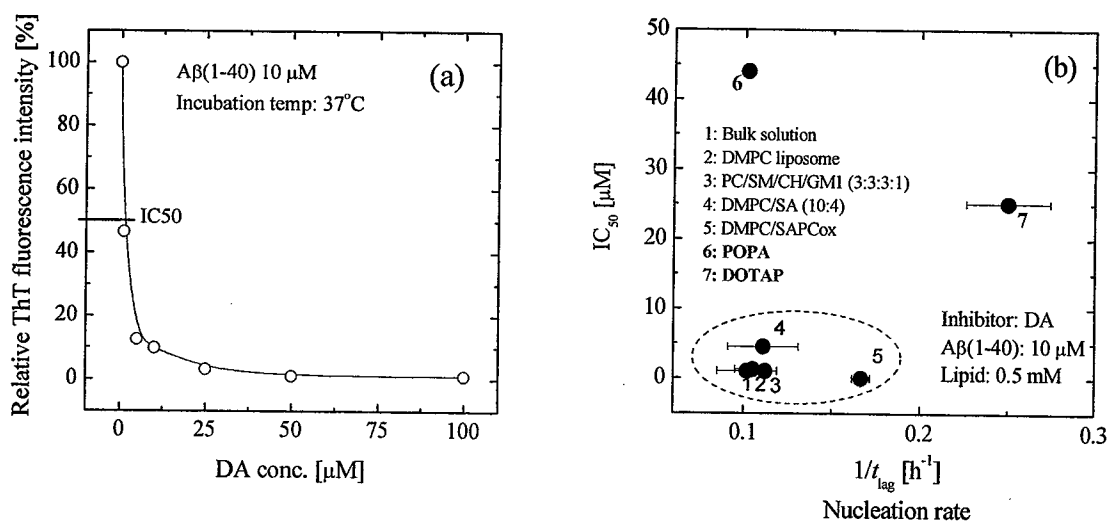 (a)
Aβ(1-40) 10 μM
Incubation temp: 37°C
IC50
Relative ThT fluorescence intensity [%]
100
80
60
40
20
0
0
25
50
75
100
DA conc. [μM]
(b)
6
1: Bulk solution
2: DMPC liposome
3: PC/SM/CH/GM1 (3:3:3:1)
4: DMPC/SA (10:4)
5: DMPC/SAPCox
6: POPA
7: DOTAP
7
4
5
1 2 3
Inhibitor: DA
Aβ(1-40): 10 μM
Lipid: 0.5 mM
IC50 [μM]
50
40
30
20
10
0
0.1
0.2
0.3
1/tlag [h-1]
Nucleation rate